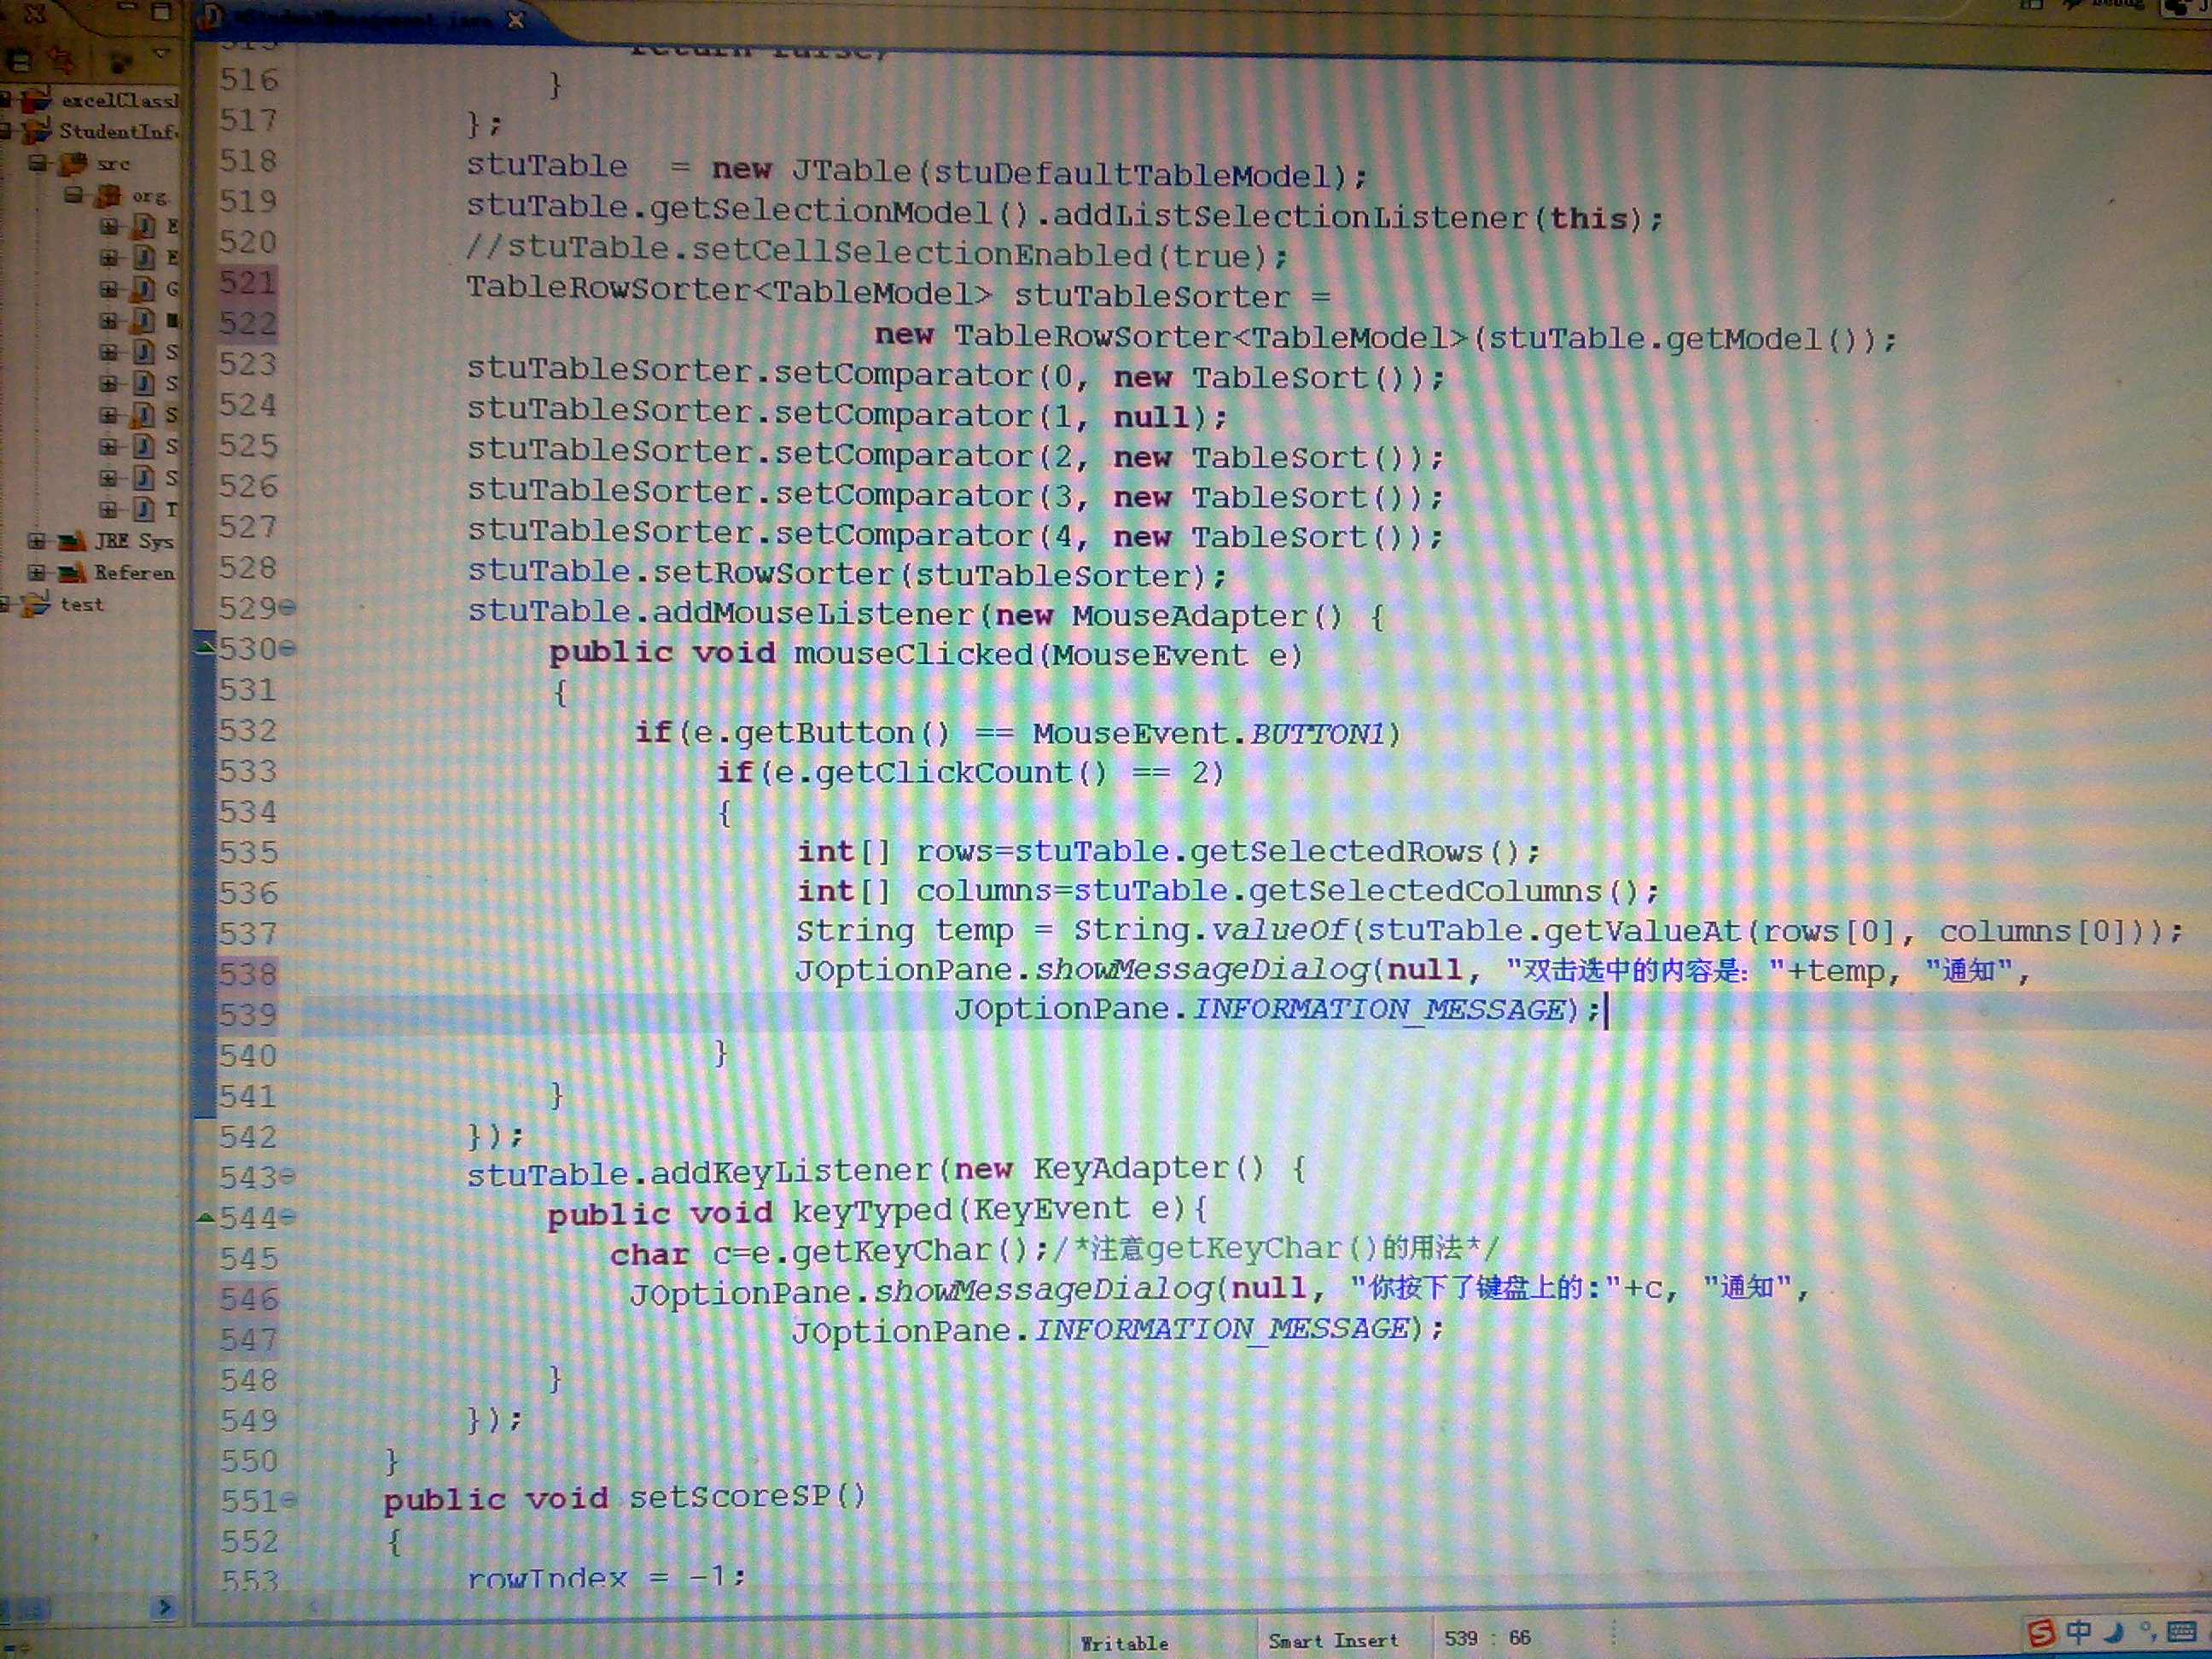 516 }
517 };
518 stuTable = new JTable(stuDefaultTableModel);
519 stuTable.getSelectionModel().addListSelectionListener(this);
520 //stuTable.setCellSelectionEnabled(true);
521 TableRowSorter<TableModel> stuTableSorter =
522 new TableRowSorter<TableModel>(stuTable.getModel());
523 stuTableSorter.setComparator(0, new TableSort());
524 stuTableSorter.setComparator(1, null);
525 stuTableSorter.setComparator(2, new TableSort());
526 stuTableSorter.setComparator(3, new TableSort());
527 stuTableSorter.setComparator(4, new TableSort());
528 stuTable.setRowSorter(stuTableSorter);
529 stuTable.addMouseListener(new MouseAdapter() {
530 public void mouseClicked(MouseEvent e)
531 {
532 if(e.getButton() == MouseEvent.BUTTON1)
533 if(e.getClickCount() == 2)
534 {
535 int[] rows=stuTable.getSelectedRows();
536 int[] columns=stuTable.getSelectedColumns();
537 String temp = String.valueOf(stuTable.getValueAt(rows[0], columns[0]));
538 JOptionPane.showMessageDialog(null, "双击选中的内容是: "+temp, "通知",
539 JOptionPane.INFORMATION_MESSAGE);
540 }
541 }
542 });
543 stuTable.addKeyListener(new KeyAdapter() {
544 public void keyTyped(KeyEvent e){
545 char c=e.getKeyChar();/*注意getKeyChar()的用法*/
546 JOptionPane.showMessageDialog(null, "你按下了键盘上的:"+c, "通知",
547 JOptionPane.INFORMATION_MESSAGE);
548 }
549 });
550 }
551 public void setScoreSP()
552 {
553 rowIndex = -1;
excelClass
StudentInf
src
org
E
E
G
S
S
S
S
S
T
JRE Sys
Referen
test
Writable Smart Insert 539 : 66
中